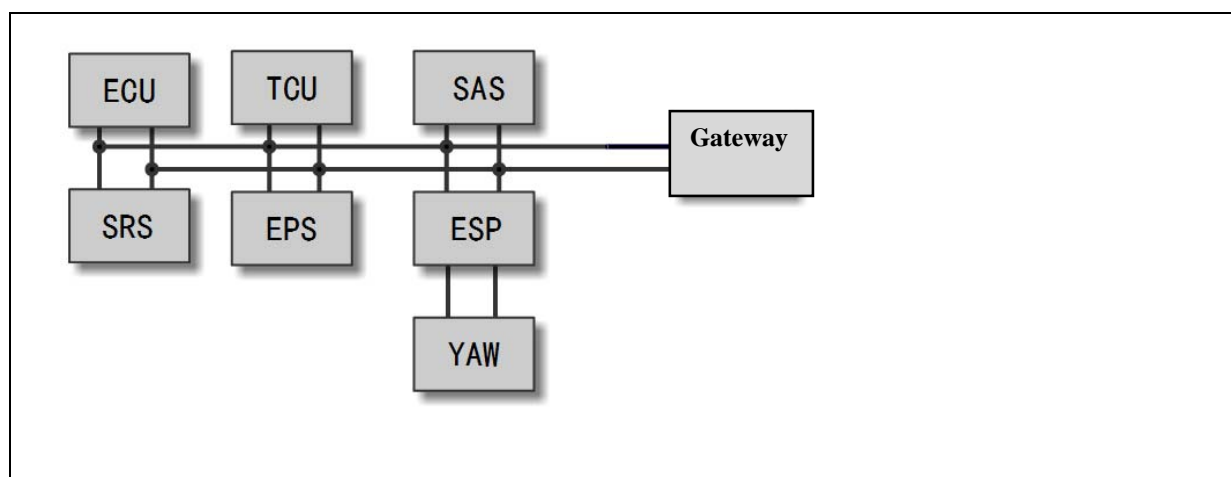 ECU
TCU
SAS
Gateway
SRS
EPS
ESP
YAW